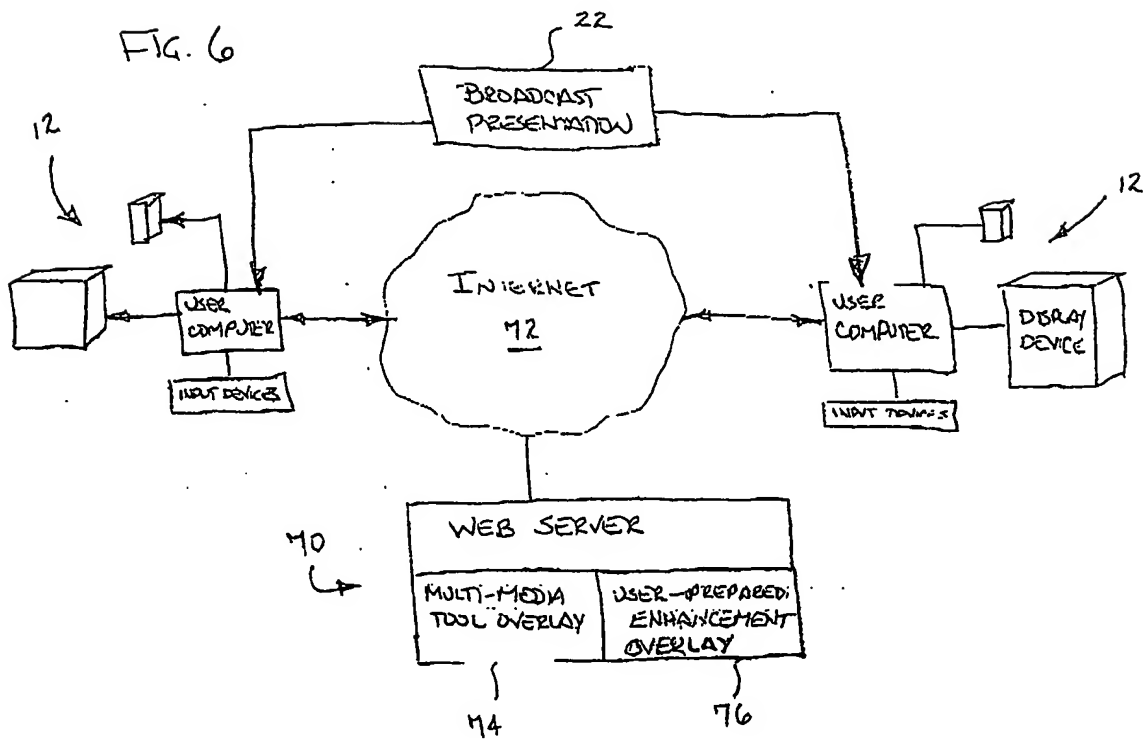 FIG. 6
22
BROADCAST
PRESENTATION
12
12
INTERNET
72
USER
COMPUTER
USER
COMPUTER
DISPLAY
DEVICE
INPUT DEVICES
INPUT DEVICES
WEB SERVER
70
MULTI-MEDIA
TOOL OVERLAY
USER-PREPARED
ENHANCEMENT
OVERLAY
74
76